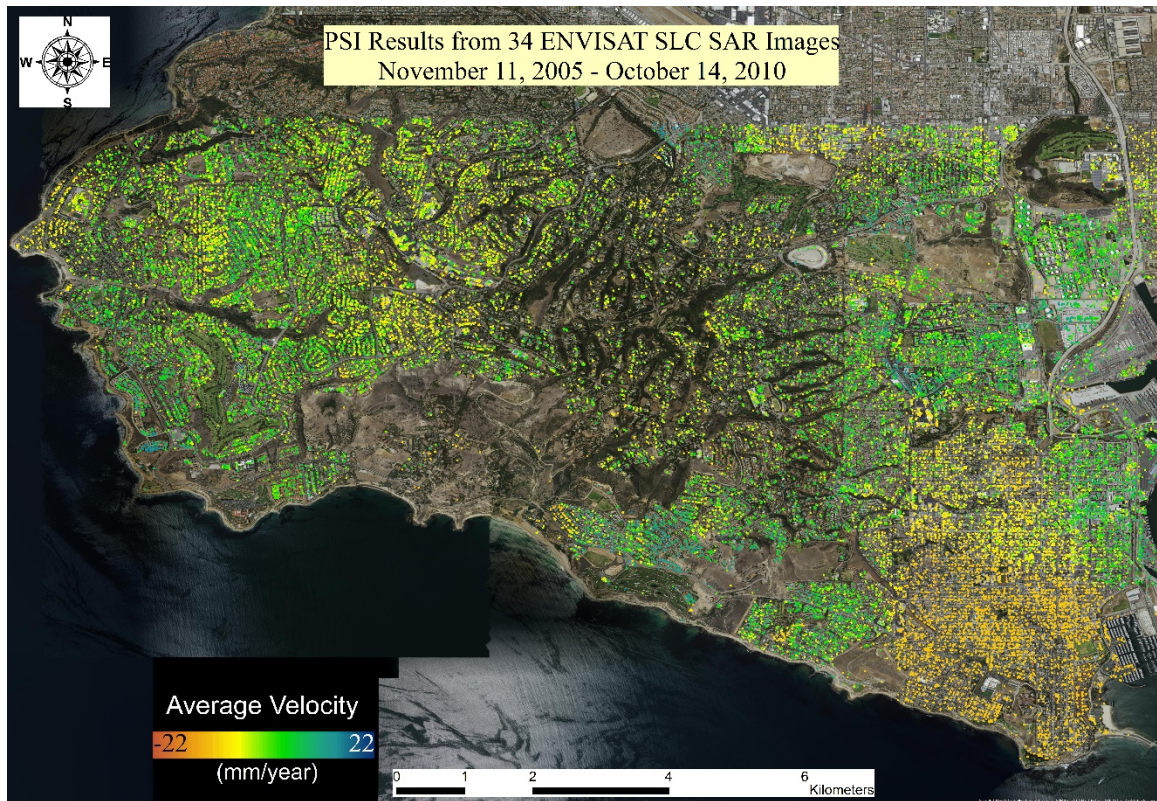 N
W E
S
PSI Results from 34 ENVISAT SLC SAR Images
November 11, 2005 - October 14, 2010
Average Velocity
-22 22
(mm/year)
0 1 2 4 6
Kilometers